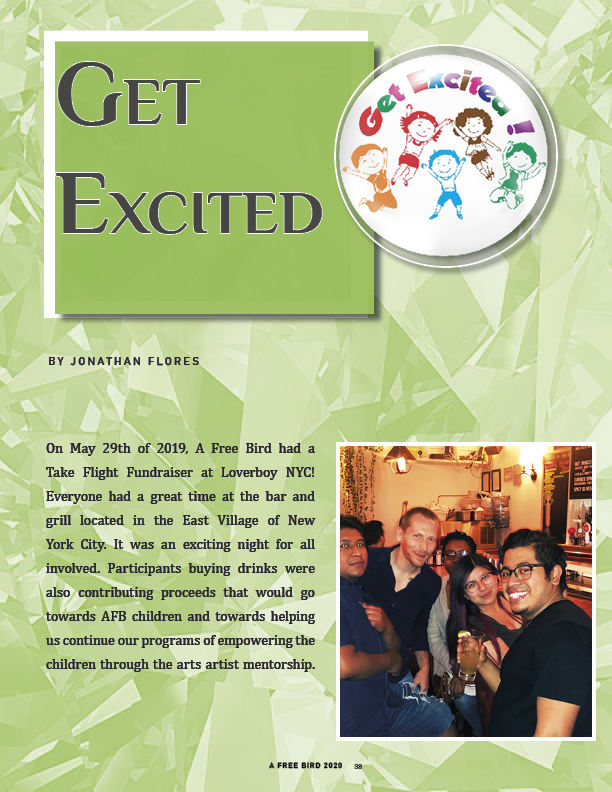 Get
Excited
Get Excited !
BY JONATHAN FLORES
On May 29th of 2019, A Free Bird had a
Take Flight Fundraiser at Loverboy NYC!
Everyone had a great time at the bar and
grill located in the East Village of New
York City. It was an exciting night for all
involved. Participants buying drinks were
also contributing proceeds that would go
towards AFB children and towards helping
us continue our programs of empowering the
children through the arts artist mentorship.
A FREE BIRD 2020 38